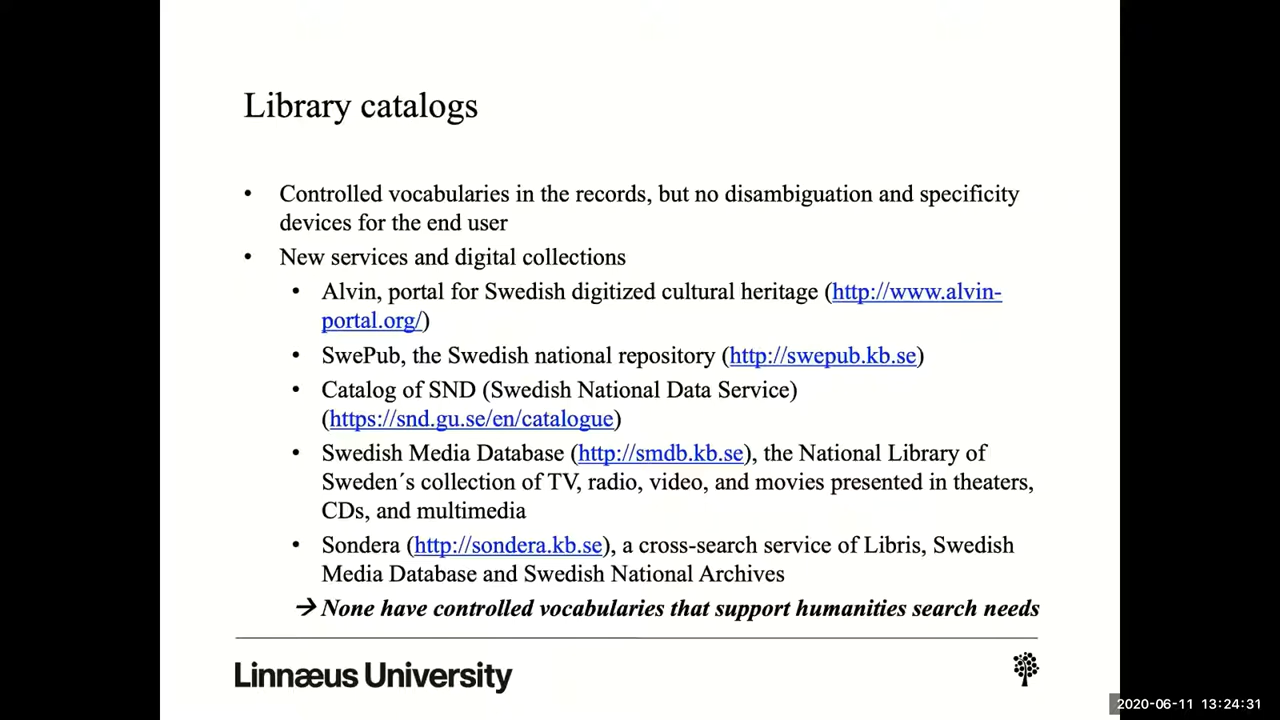 Library catalogs
• Controlled vocabularies in the records, but no disambiguation and specificity
devices for the end user
• New services and digital collections
• Alvin, portal for Swedish digitized cultural heritage (http://www.alvin-
portal.org/)
• SwePub, the Swedish national repository (http://swepub.kb.se)
• Catalog of SND (Swedish National Data Service)
(https://snd.gu.se/en/catalogue)
• Swedish Media Database (http://smdb.kb.se), the National Library of
Sweden´s collection of TV, radio, video, and movies presented in theaters,
CDs, and multimedia
• Sondera (http://sondera.kb.se), a cross-search service of Libris, Swedish
Media Database and Swedish National Archives
→ None have controlled vocabularies that support humanities search needs
Linnæus University
2020-06-11 13:24:31